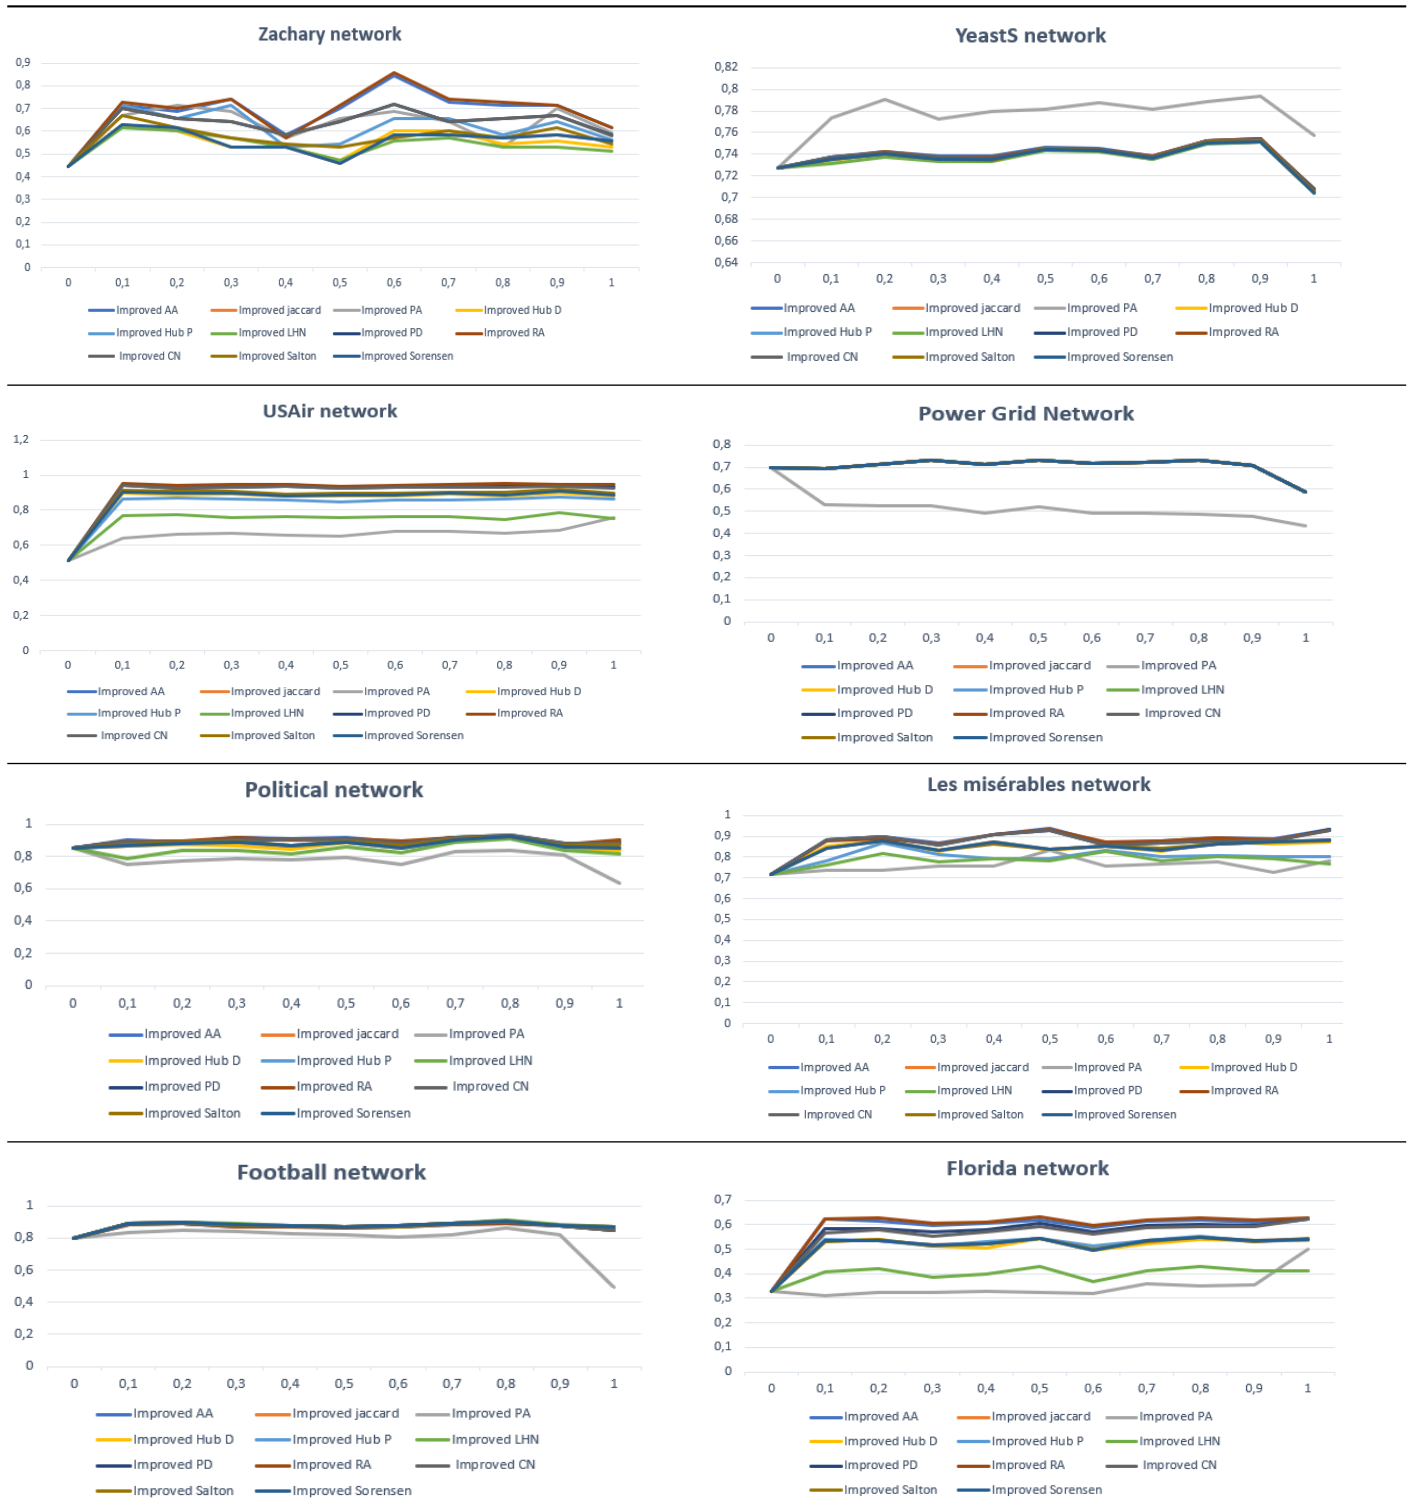 Zachary network
0,9
0,8
0,7
0,6
0,5
0,4
0,3
0,2
0,1
0
0 0,1 0,2 0,3 0,4 0,5 0,6 0,7 0,8 0,9 1
Improved AA Improved jaccard Improved PA Improved Hub D
Improved Hub P Improved LHN Improved PD Improved RA
Improved CN Improved Salton Improved Sorensen
YeastS network
0,82
0,8
0,78
0,76
0,74
0,72
0,7
0,68
0,66
0,64
0 0,1 0,2 0,3 0,4 0,5 0,6 0,7 0,8 0,9 1
Improved AA Improved jaccard Improved PA Improved Hub D
Improved Hub P Improved LHN Improved PD Improved RA
Improved CN Improved Salton Improved Sorensen
USAir network
1,2
1
0,8
0,6
0,4
0,2
0
0 0,1 0,2 0,3 0,4 0,5 0,6 0,7 0,8 0,9 1
Improved AA Improved jaccard Improved PA Improved Hub D
Improved Hub P Improved LHN Improved PD Improved RA
Improved CN Improved Salton Improved Sorensen
Power Grid Network
0,8
0,7
0,6
0,5
0,4
0,3
0,2
0,1
0
0 0,1 0,2 0,3 0,4 0,5 0,6 0,7 0,8 0,9 1
Improved AA Improved jaccard Improved PA
Improved Hub D Improved Hub P Improved LHN
Improved PD Improved RA Improved CN
Improved Salton Improved Sorensen
Political network
1
0,8
0,6
0,4
0,2
0
0 0,1 0,2 0,3 0,4 0,5 0,6 0,7 0,8 0,9 1
Improved AA Improved jaccard Improved PA
Improved Hub D Improved Hub P Improved LHN
Improved PD Improved RA Improved CN
Improved Salton Improved Sorensen
Les misérables network
1
0,9
0,8
0,7
0,6
0,5
0,4
0,3
0,2
0,1
0
0 0,1 0,2 0,3 0,4 0,5 0,6 0,7 0,8 0,9 1
Improved AA Improved jaccard Improved PA Improved Hub D
Improved Hub P Improved LHN Improved PD Improved RA
Improved CN Improved Salton Improved Sorensen
Football network
1
0,8
0,6
0,4
0,2
0
0 0,1 0,2 0,3 0,4 0,5 0,6 0,7 0,8 0,9 1
Improved AA Improved jaccard Improved PA
Improved Hub D Improved Hub P Improved LHN
Improved PD Improved RA Improved CN
Improved Salton Improved Sorensen
Florida network
0,7
0,6
0,5
0,4
0,3
0,2
0,1
0
0 0,1 0,2 0,3 0,4 0,5 0,6 0,7 0,8 0,9 1
Improved AA Improved jaccard Improved PA
Improved Hub D Improved Hub P Improved LHN
Improved PD Improved RA Improved CN
Improved Salton Improved Sorensen